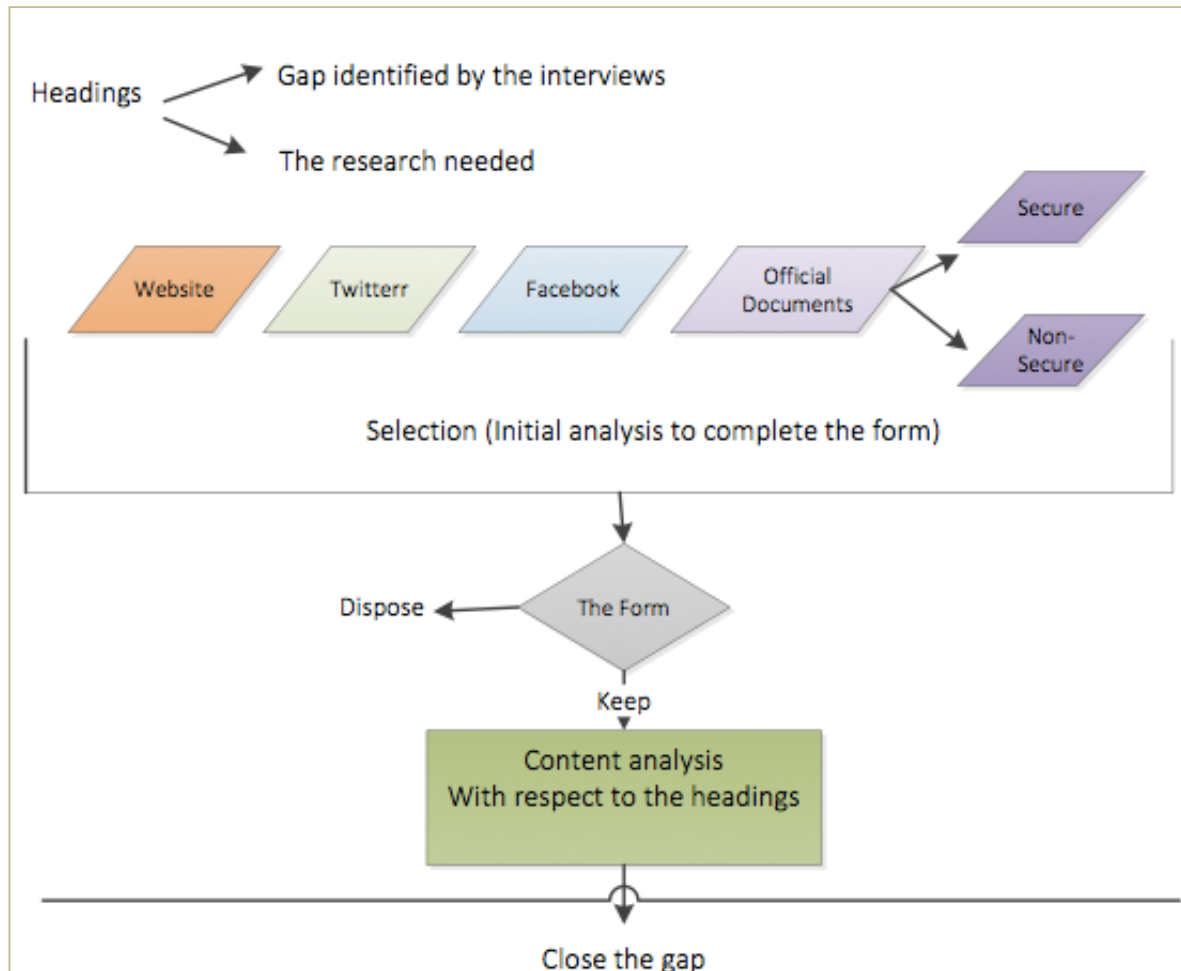 Headings
Gap identified by the interviews
The research needed
Website
Twitterr
Facebook
Official
Documents
Secure
Non-
Secure
Selection (Initial analysis to complete the form)
The Form
Dispose
Keep
Content analysis
With respect to the headings
Close the gap